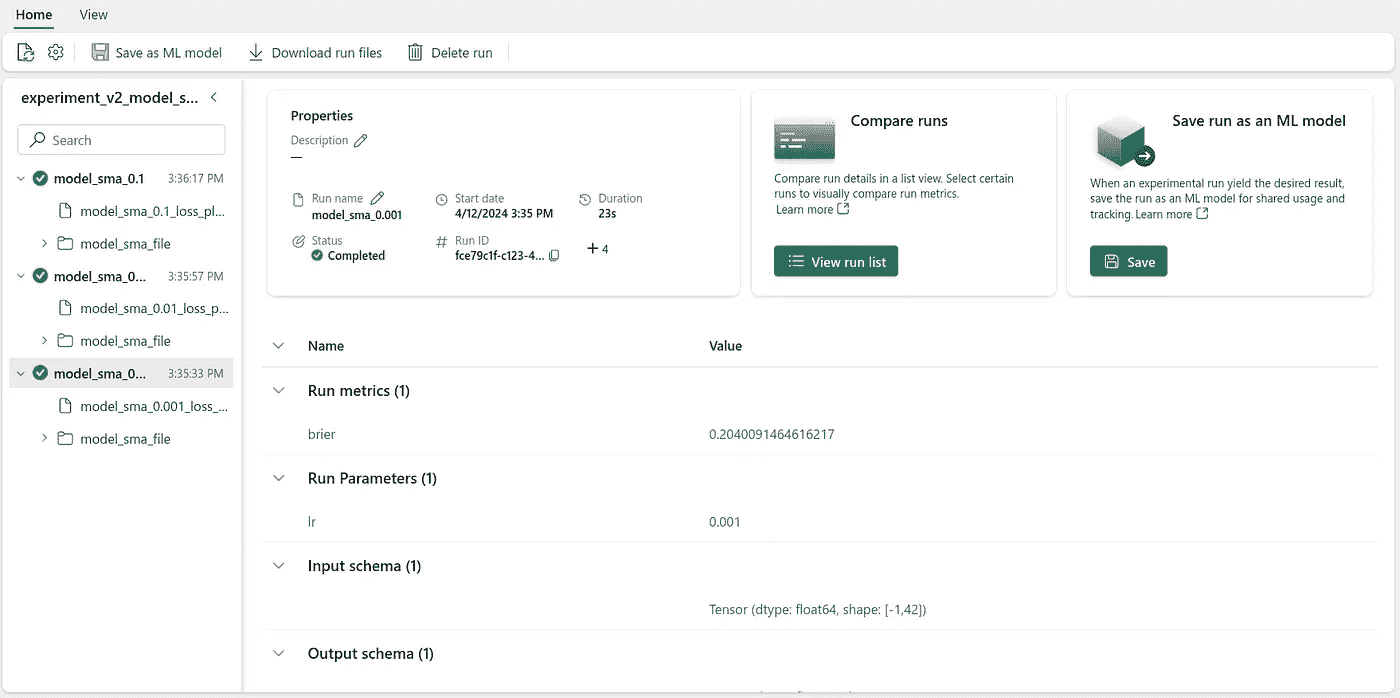 Home View
Save as ML model Download run files Delete run
experiment_v2_model_s...
Search
model_sma_0.1 3:36:17 PM
model_sma_0.1_loss_pl...
model_sma_file
model_sma_0... 3:35:57 PM
model_sma_0.01_loss_p...
model_sma_file
model_sma_0... 3:35:33 PM
model_sma_0.001_loss_...
model_sma_file
Properties
Description
—
Run name
model_sma_0.001
Start date
4/12/2024 3:35 PM
Duration
23s
Status
Completed
Run ID
fce79c1f-c123-4...
+ 4
Compare runs
Compare run details in a list view. Select certain
runs to visually compare run metrics.
Learn more
View run list
Save run as an ML model
When an experimental run yield the desired result,
save the run as an ML model for shared usage and
tracking. Learn more
Save
Name Value
Run metrics (1)
brier 0.2040091464616217
Run Parameters (1)
lr 0.001
Input schema (1)
Tensor (dtype: float64, shape: [-1,42])
Output schema (1)